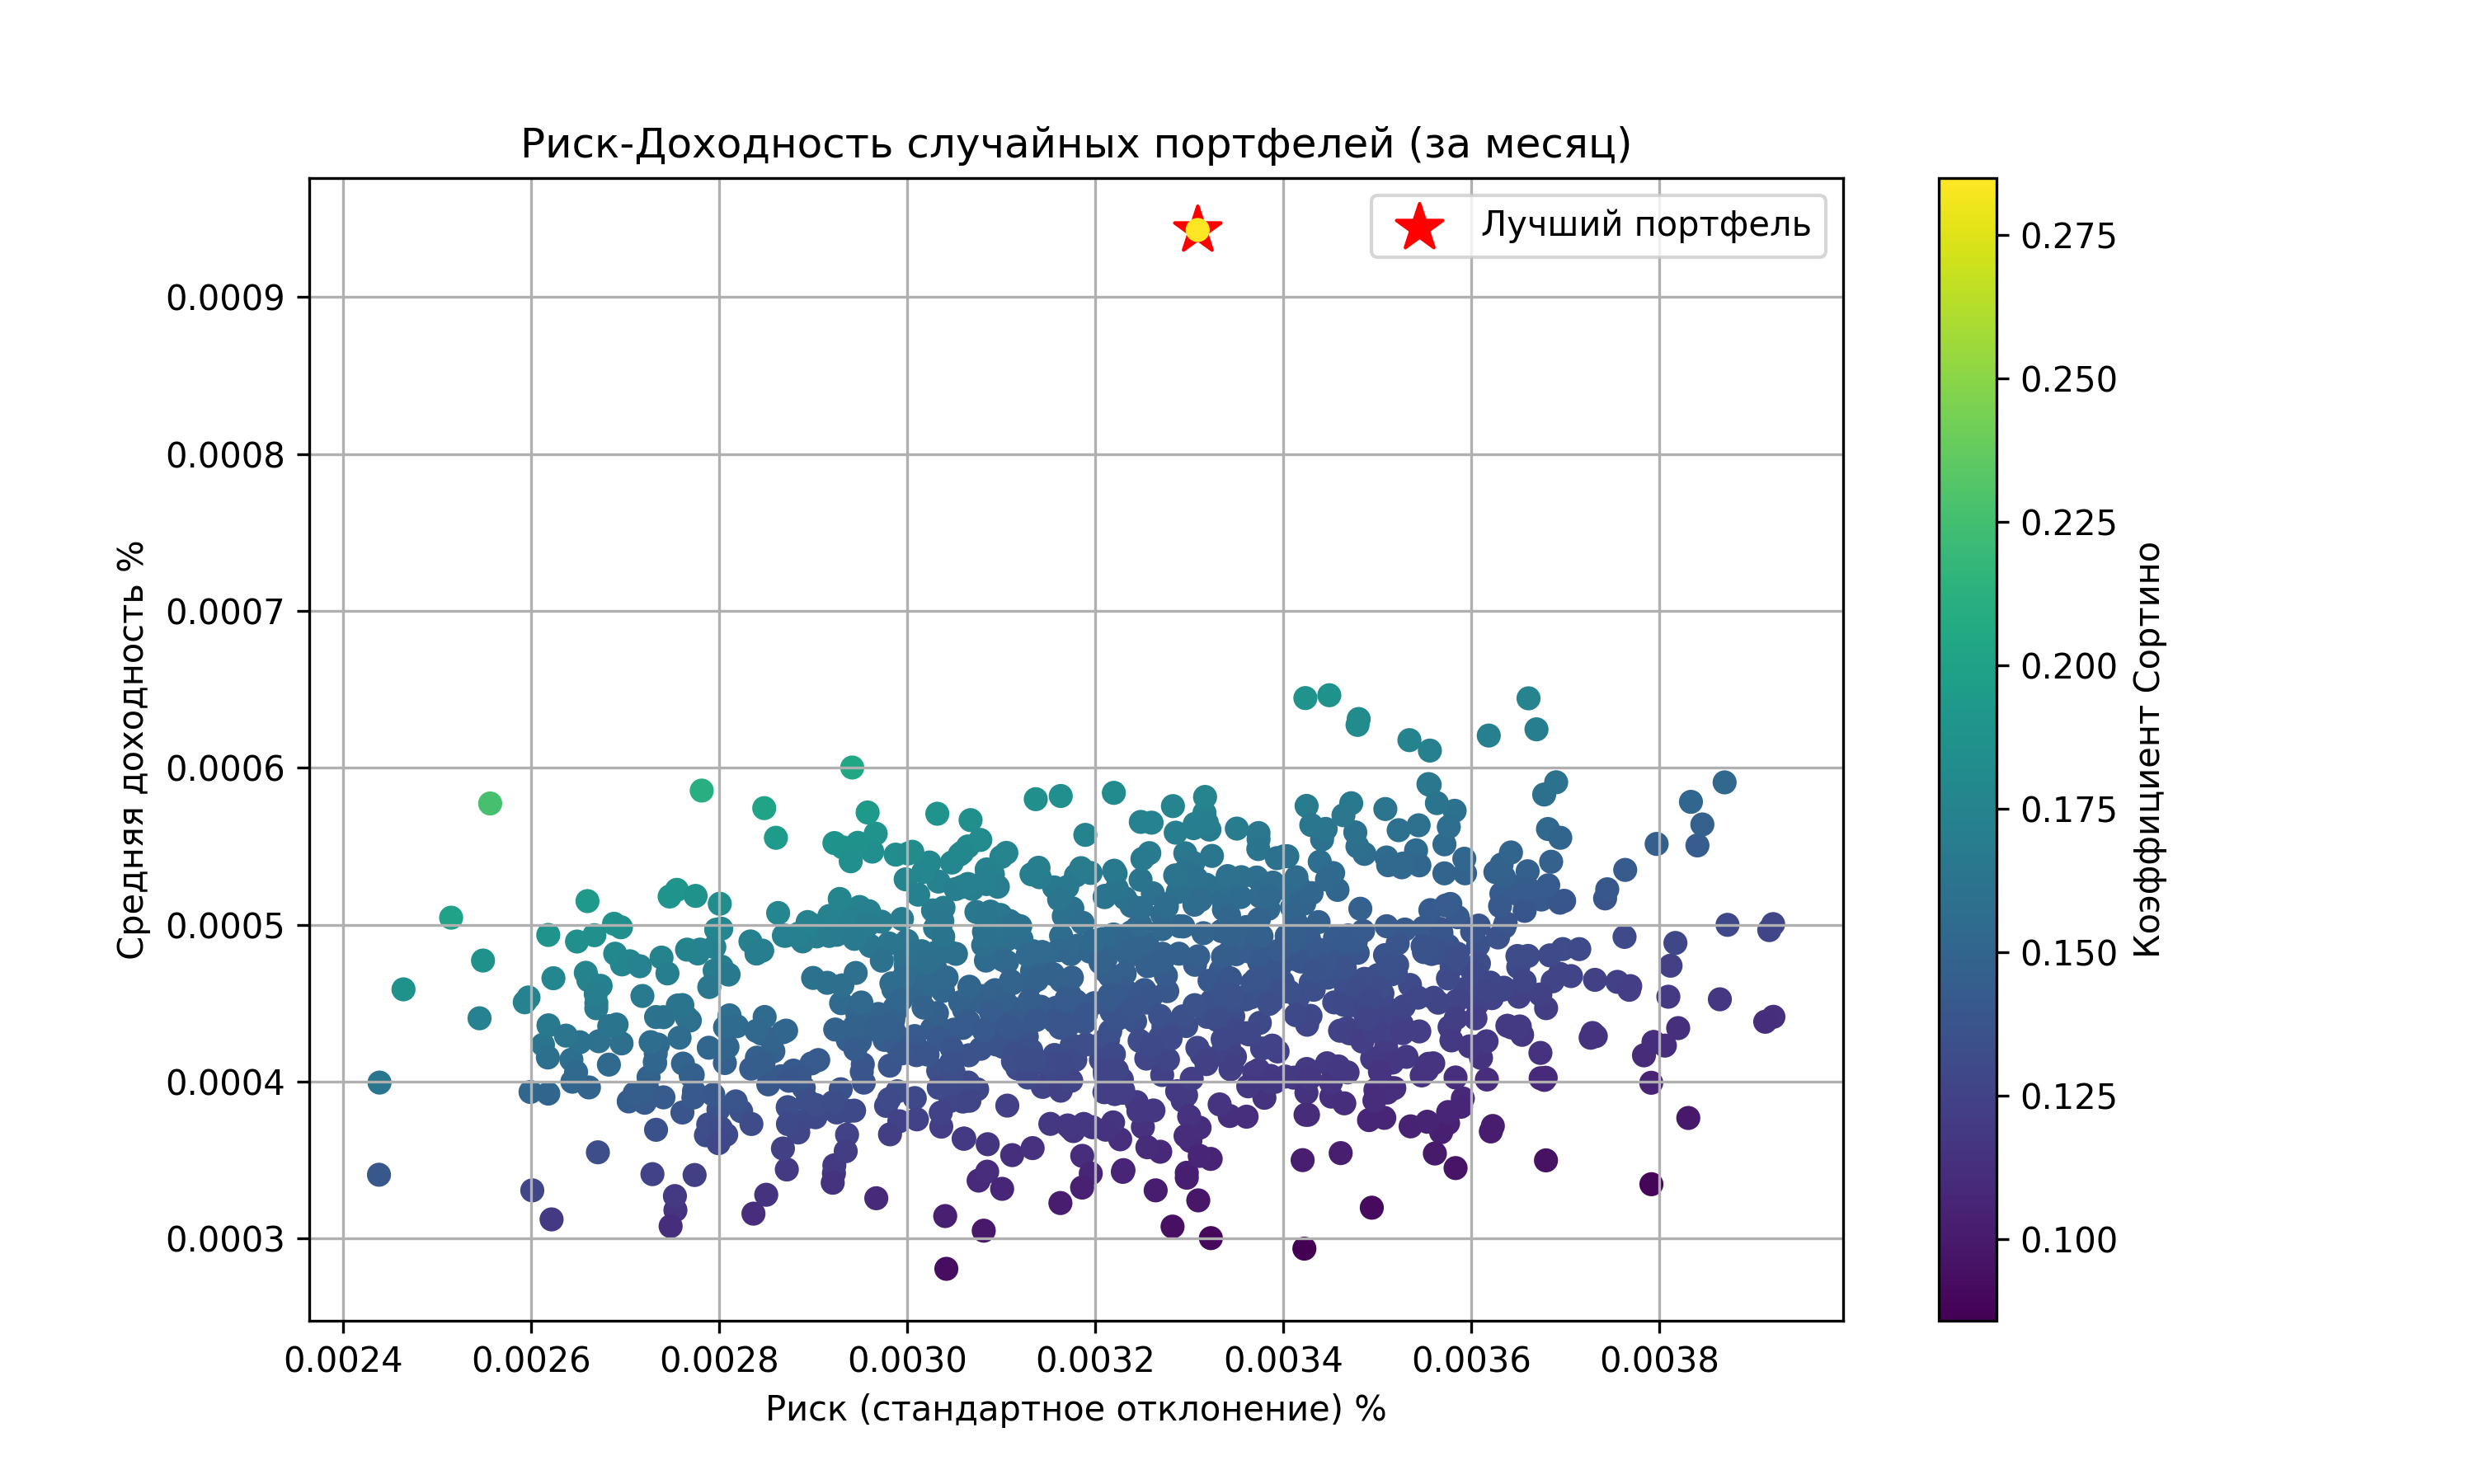 Риск-Доходность случайных портфелей (за месяц)
Лучший портфель
Средняя доходность %
0.0009
0.0008
0.0007
0.0006
0.0005
0.0004
0.0003
0.0024 0.0026 0.0028 0.0030 0.0032 0.0034 0.0036 0.0038
Риск (стандартное отклонение) %
0.275
0.250
0.225
0.200
0.175
0.150
0.125
0.100
Коэффициент Сортино